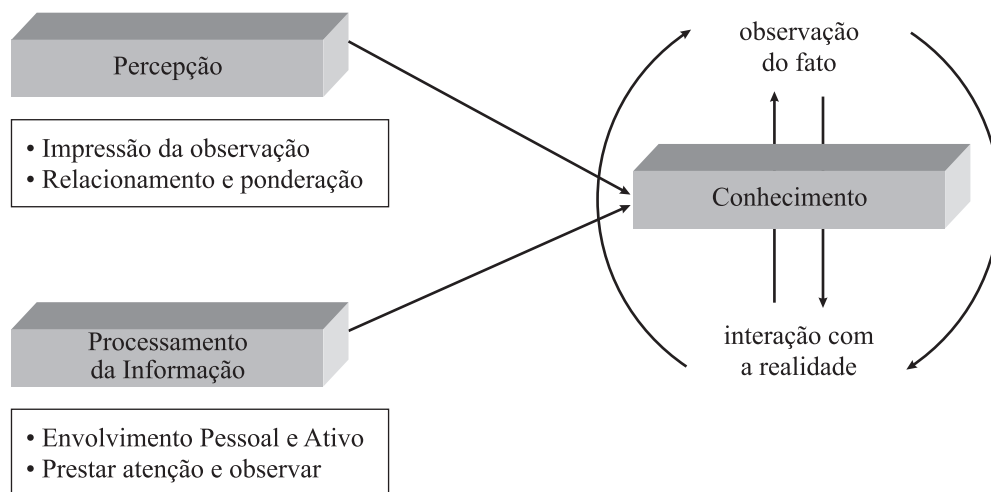 Percepção
• Impressão da observação
• Relacionamento e ponderação
Processamento
da Informação
• Envolvimento Pessoal e Ativo
• Prestar atenção e observar
observação
do fato
Conhecimento
interação com
a realidade